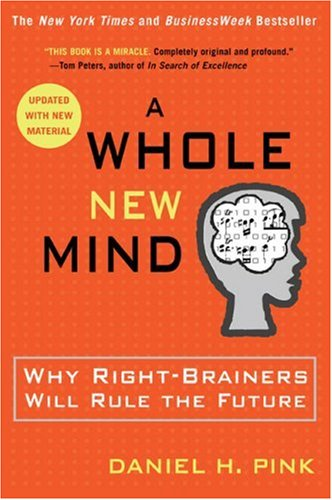 The New York Times and BusinessWeek Bestseller
"THIS BOOK IS A MIRACLE. Completely original and profound."
—Tom Peters, author of In Search of Excellence
UPDATED
WITH NEW
MATERIAL
A
WHOLE
NEW
MIND
WHY RIGHT-BRAINERS
WILL RULE THE FUTURE
DANIEL H. PINK